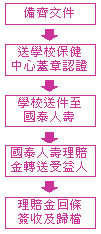 備齊文件
送學校保健
中心蓋章認證
學校送件至
國泰人壽
國泰人壽理賠
金轉送受益人
理賠金回條
簽收及歸檔